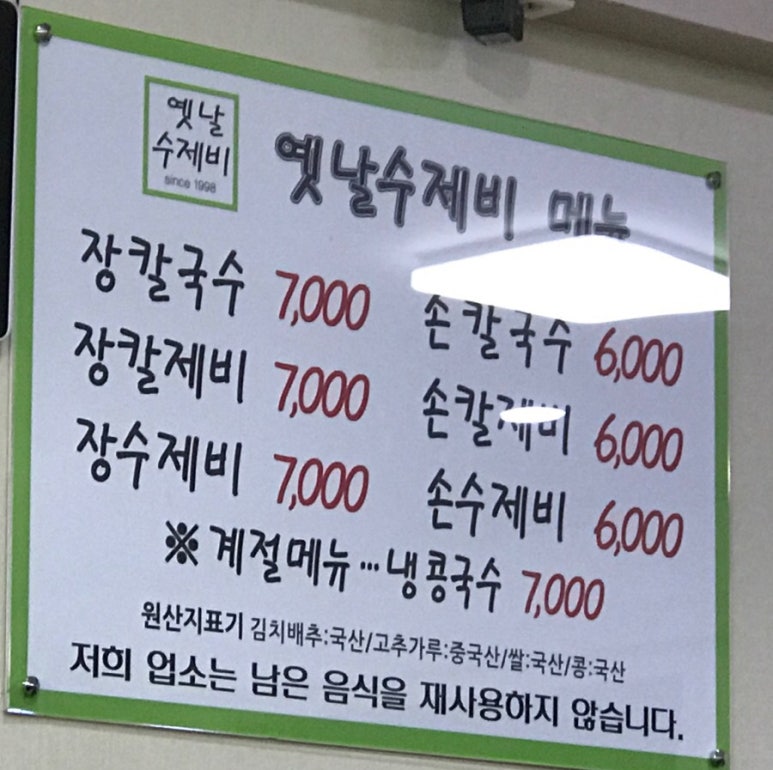 옛날
수제비
since 1998
옛날수제비 메뉴
장칼국수 7,000 손칼국수 6,000
장칼제비 7,000 손칼제비 6,000
장수제비 7,000 손수제비 6,000
※계절메뉴···냉콩국수 7,000
원산지표기 김치배추:국산/고추가루:중국산/쌀:국산/콩:국산
저희 업소는 남은 음식을 재사용하지 않습니다.